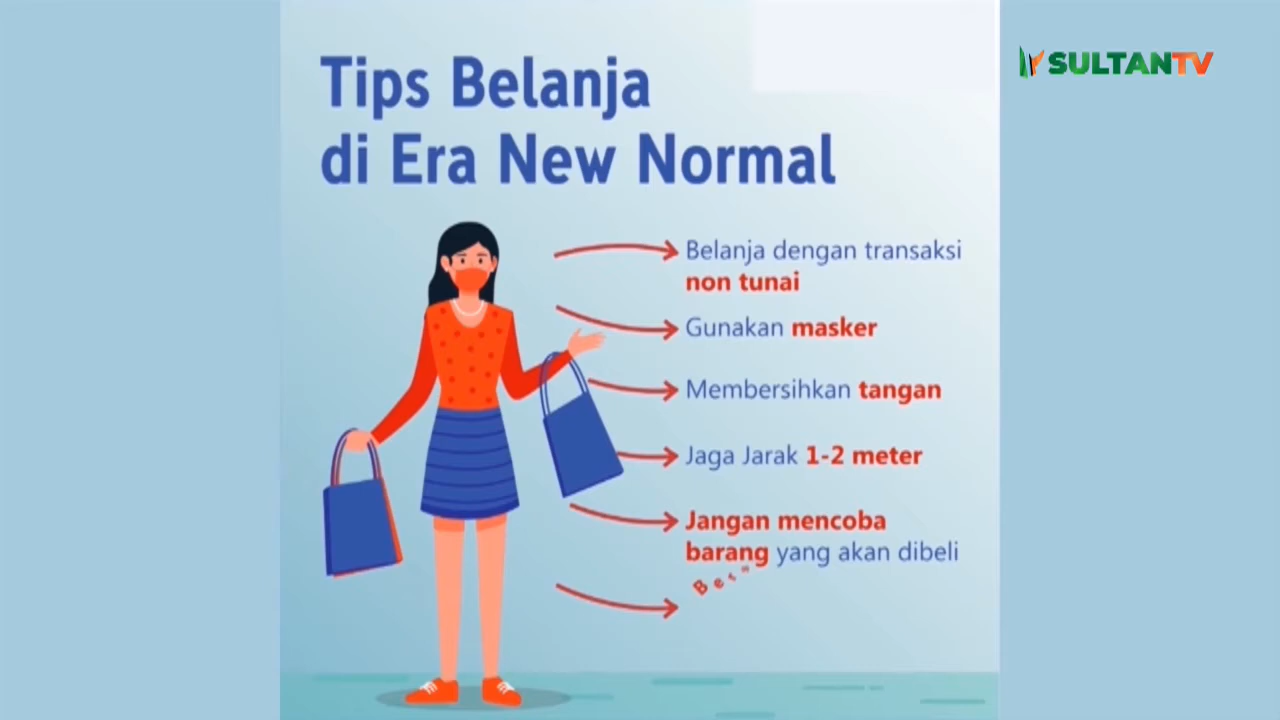 Tips Belanja
di Era New Normal
SULTANTV
Belanja dengan transaksi
non tunai
Gunakan masker
Membersihkan tangan
Jaga Jarak 1-2 meter
Jangan mencoba
barang yang akan dibeli